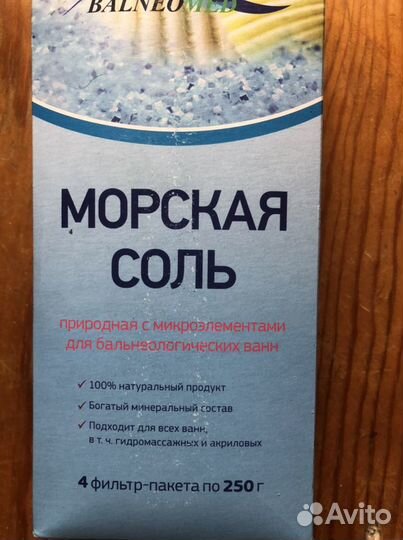 BALNEOMED
МОРСКАЯ
СОЛЬ
природная с микроэлементами
для бальнеологических ванн
✓ 100% натуральный продукт
✓ Богатый минеральный состав
✓ Подходит для всех ванн,
в т. ч. гидромассажных и акриловых
4 фильтр-пакета по 250 г
Avito